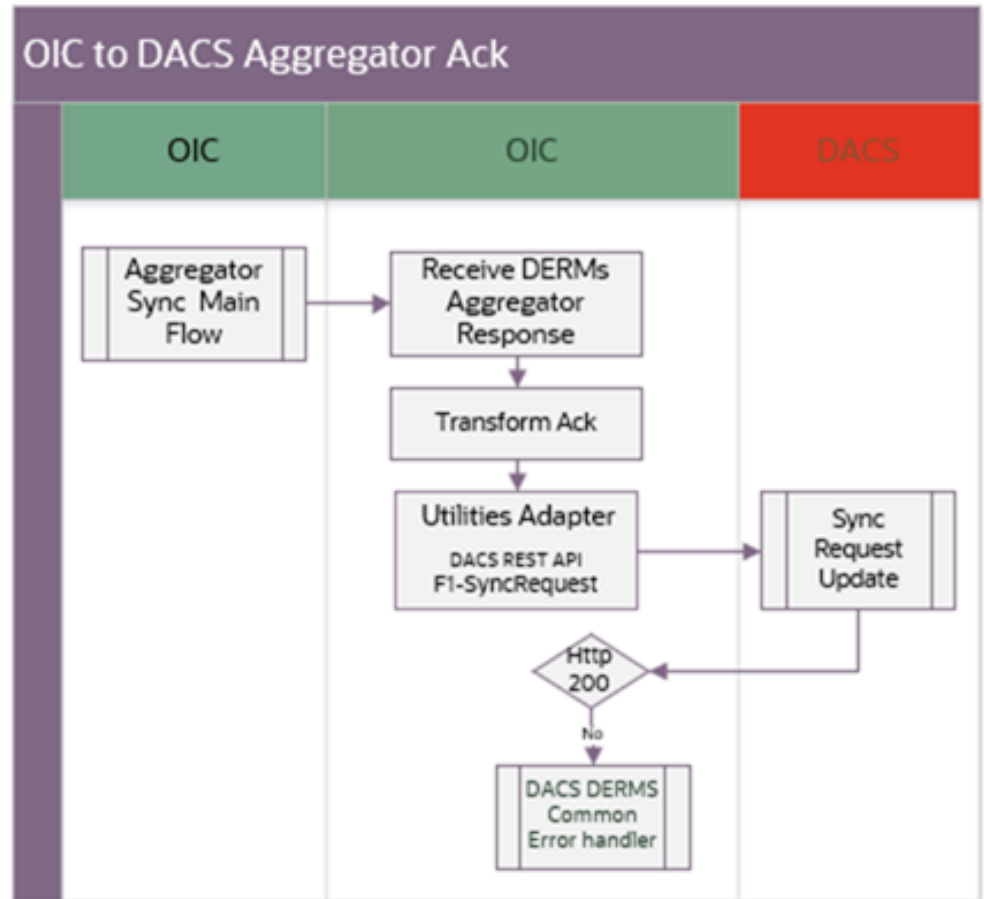 OIC to DACS Aggregator Ack
OIC
OIC
DACS
Aggregator
Sync Main
Flow
Receive DERMs
Aggregator
Response
Transform Ack
Utilities Adapter
DACS REST API
F1-SyncRequest
Sync
Request
Update
Http
200
No
DACS DERMS
Common
Error handler